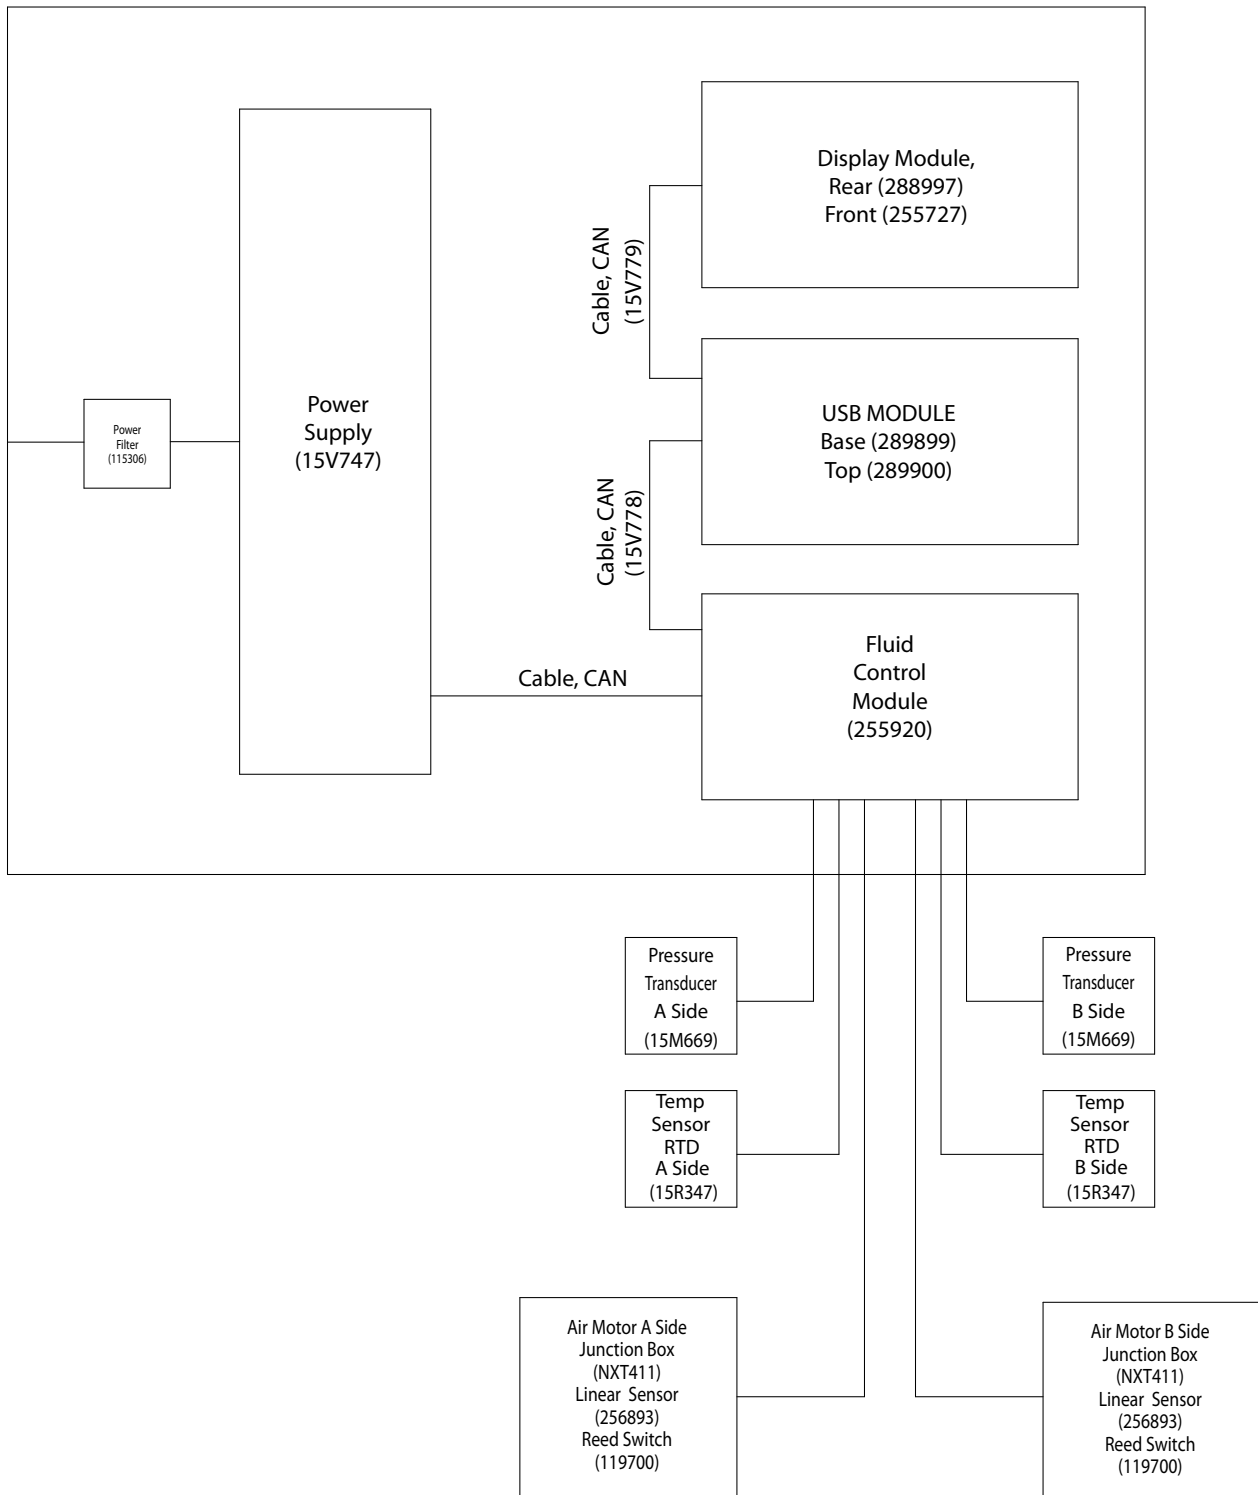 Display Module,
Rear (288997)
Front (255727)
Cable, CAN
(15V779)
Power
Filter
(115306)
Power
Supply
(15V747)
USB MODULE
Base (289899)
Top (289900)
Cable, CAN
(15V778)
Fluid
Control
Module
(255920)
Cable, CAN
Pressure
Transducer
A Side
(15M669)
Pressure
Transducer
B Side
(15M669)
Temp
Sensor
RTD
A Side
(15R347)
Temp
Sensor
RTD
B Side
(15R347)
Air Motor A Side
Junction Box
(NXT411)
Linear Sensor
(256893)
Reed Switch
(119700)
Air Motor B Side
Junction Box
(NXT411)
Linear Sensor
(256893)
Reed Switch
(119700)